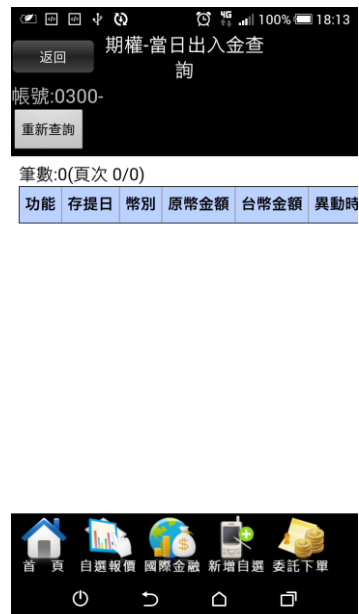 4G 100% 18:13
返回
期權-當日出入金查
詢
帳號:0300-
重新查詢
筆數:0(頁次 0/0)
功能 存提日 幣別 原幣金額 台幣金額 異動時
首 頁 自選報價 國際金融 新增自選 委託下單